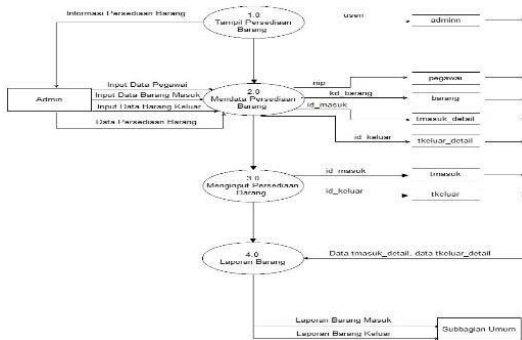 Informasi Persediaan Barang
1.0
Tampil Persediaan
Barang
userr
adminn
Input Data Pegawai
Input Data Barang Masuk
Input Data Barang Keluar
Data Persediaan Barang
Admin
2.0
Mendata Persediaan
Barang
nip
kd_barang
id_masuk
id_keluar
pegawai
barang
tmasuk_detail
tkeluar_detail
3.0
Menginput Persediaan
Barang
id_masuk
id_keluar
tmasuk
tkeluar
4.0
Laporan Barang
Data tmasuk_detail, data tkeluar_detail
Laporan Barang Masuk
Laporan Barang Keluar
Subbagian Umum